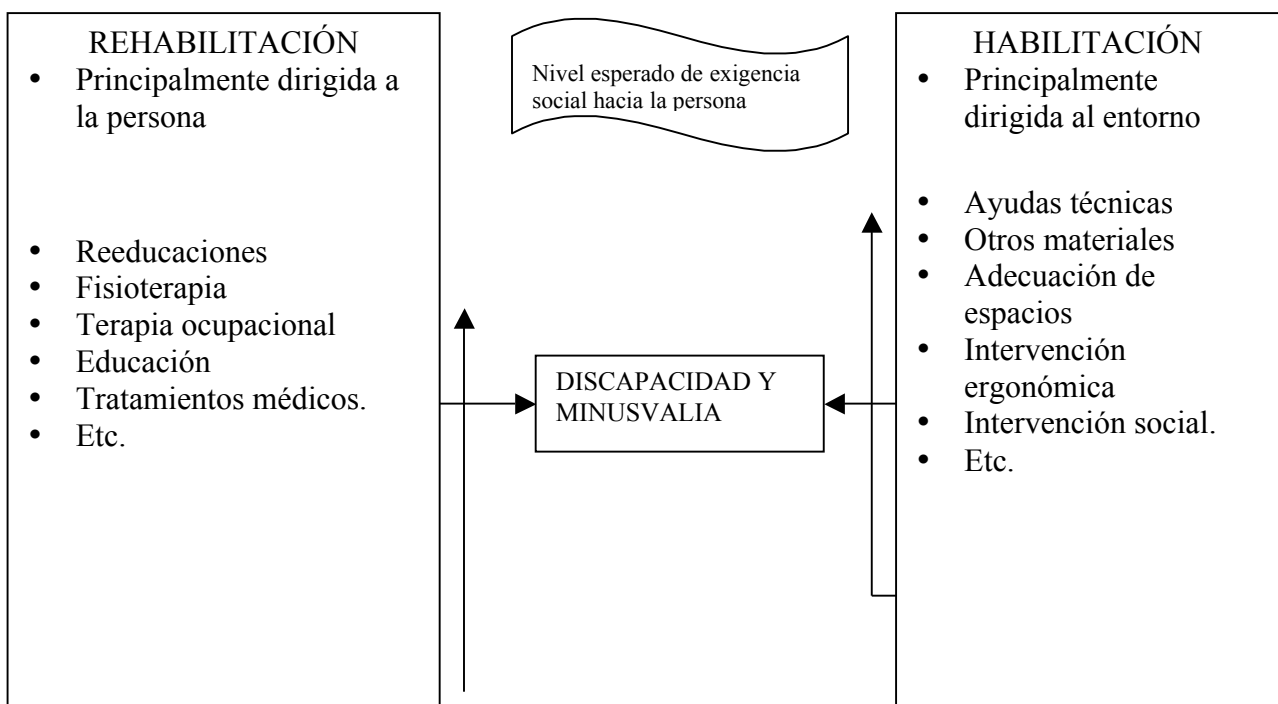 REHABILITACIÓN
• Principalmente dirigida a
la persona
• Reeducaciones
• Fisioterapia
• Terapia ocupacional
• Educación
• Tratamientos médicos.
• Etc.
Nivel esperado de exigencia
social hacia la persona
DISCAPACIDAD Y
MINUSVALIA
HABILITACIÓN
• Principalmente
dirigida al entorno
• Ayudas técnicas
• Otros materiales
• Adecuación de
espacios
• Intervención
ergonómica
• Intervención social.
• Etc.